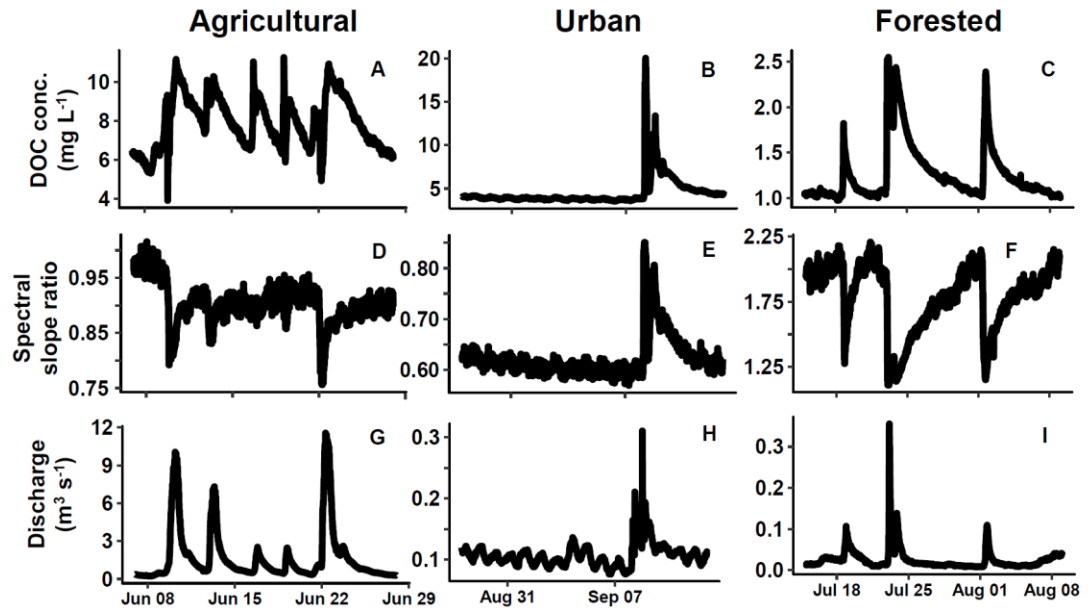 Agricultural Urban Forested
DOC conc.
(mg L⁻¹)
10
8
6
4
A
20
15
10
5
B
2.5
2.0
1.5
1.0
C
Spectral
slope ratio
0.95
0.85
0.75
D
0.80
0.70
0.60
E
2.25
1.75
1.25
F
Discharge
(m³ s⁻¹)
12
9
6
3
0
G
0.3
0.2
0.1
H
0.3
0.2
0.1
0.0
I
Jun 08 Jun 15 Jun 22 Jun 29
Aug 31 Sep 07
Jul 18 Jul 25 Aug 01 Aug 08